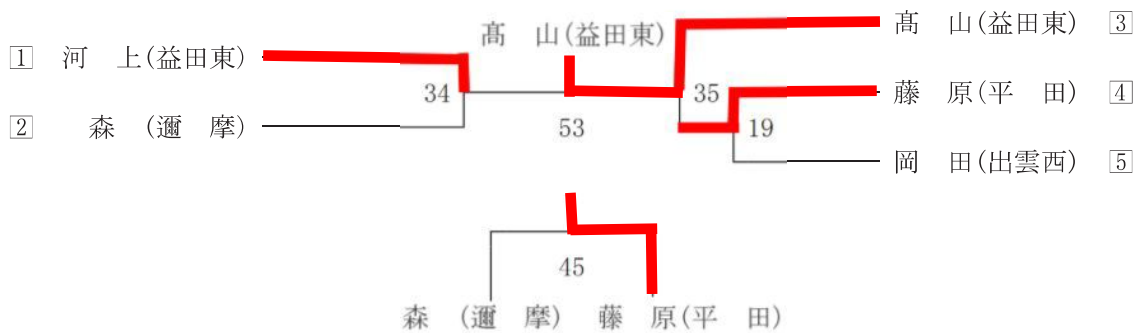 髙　山(益田東)
髙　山(益田東)　3
1　河　上(益田東)
34
35
藤　原(平　田)　4
2　森　(邇　摩)
53
19
岡　田(出雲西)　5
45
森　(邇　摩)　藤　原(平　田)